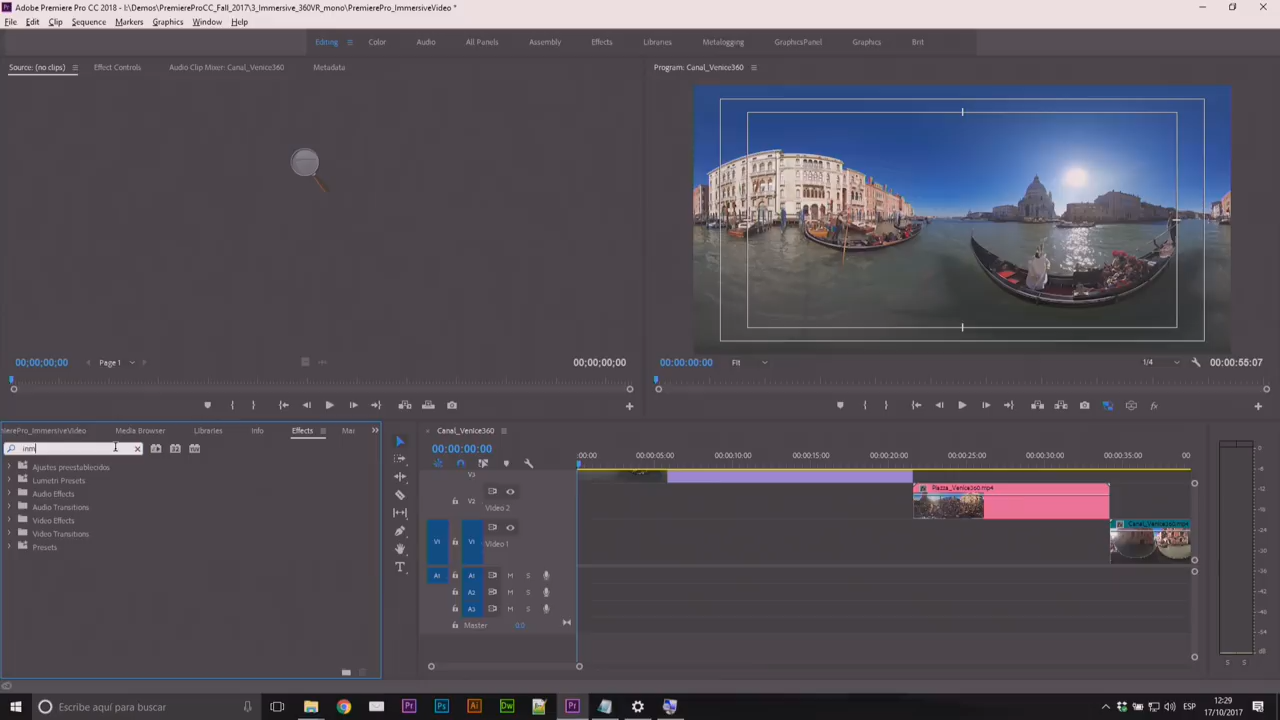 Adobe Premiere Pro CC 2018 - I:\Demos\PremiereProCC_Fall_2017\3_Immersive_360VR_mono\PremierePro_ImmersiveVideo *
File Edit Clip Sequence Markers Graphics Window Help
Editing Color Audio All Panels Assembly Effects Libraries Metalogging GraphicsPanel Graphics Brit
Source: (no clips) Effect Controls Audio Clip Mixer: Canal_Venice360 Metadata
Program: Canal_Venice360
00;00;00;00 Page 1 00;00;00;00
00:00:00:00 Fit 1/4 00:00:55:07
ierePro_ImmersiveVideo Media Browser Libraries Info Effects Mar
inm
Ajustes preestablecidos
Lumetri Presets
Audio Effects
Audio Transitions
Video Effects
Video Transitions
Presets
Canal_Venice360
00:00:00:00
:00:00 00:00:05:00 00:00:10:00 00:00:15:00 00:00:20:00 00:00:25:00 00:00:30:00 00:00:35:00 00
V3
V2 Video 2
Piazza_Venice360.mp4
V1 V1 Video 1
Canal_Venice360.mp4
A1 A1 M S
A2 M S
A3 M S
Master 0.0
S S
Escribe aquí para buscar
ESP
12:29
17/10/2017